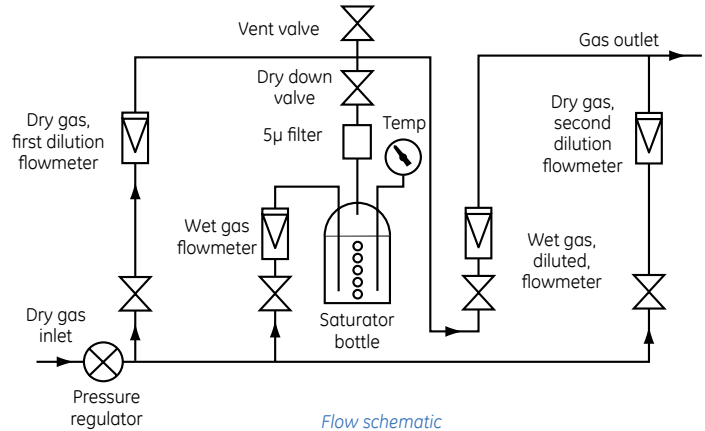 Vent valve
Gas outlet
Dry down
valve
Dry gas,
first dilution
flowmeter
5µ filter
Temp
Dry gas,
second
dilution
flowmeter
Wet gas
flowmeter
Wet gas,
diluted,
flowmeter
Dry gas
inlet
Saturator
bottle
Pressure
regulator
Flow schematic